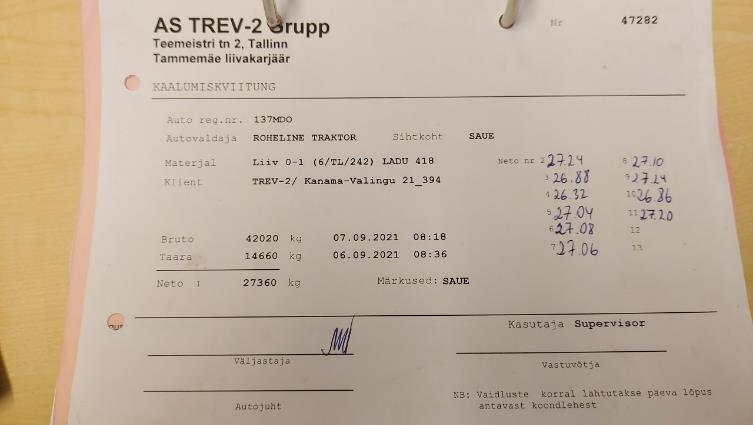 AS TREV-2 Grupp
Nr 47282
Teemeistri tn 2, Tallinn
Tammemäe liivakarjäär
KAALUMISKVIITUNG
Auto reg.nr. 137MDO
Autovaldaja ROHELINE TRAKTOR Sihtkoht SAUE
Materjal Liiv 0-1 (6/TL/242) LADU 418 Neto nr 2 27.24 8 27.10
Klient TREV-2/ Kanama-Valingu 21_394 3 26.88 9 27.24
4 26.32 10 26.86
5 27.04 11 27.20
6 27.08 12
Bruto 42020 kg 07.09.2021 08:18
7 27.06 13
Taara 14660 kg 06.09.2021 08:36
Neto 1 27360 kg Märkused: SAUE
Kasutaja Supervisor
Väljastaja
Vastuvõtja
Autojuht
NB: Vaidluste korral lähtutakse päeva lõpus
antavast koondlehest